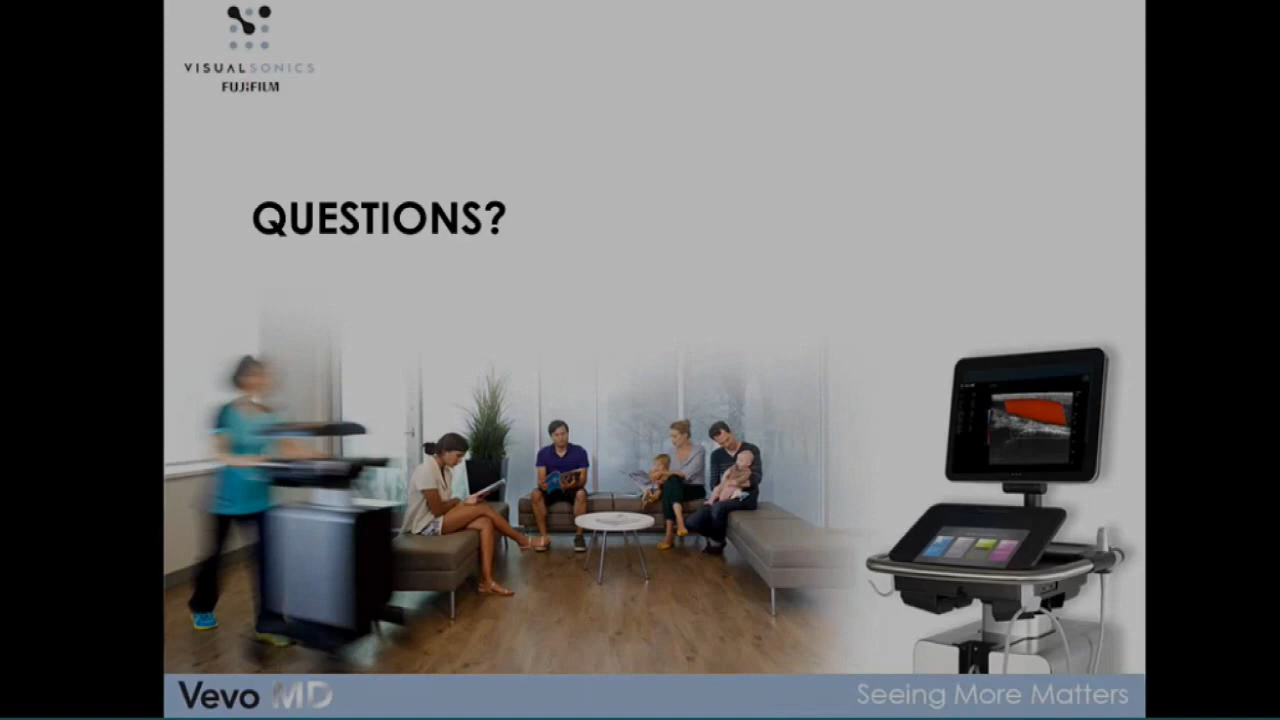 VISUALSONICS
FUJIFILM
QUESTIONS?
Vevo MD
Seeing More Matters